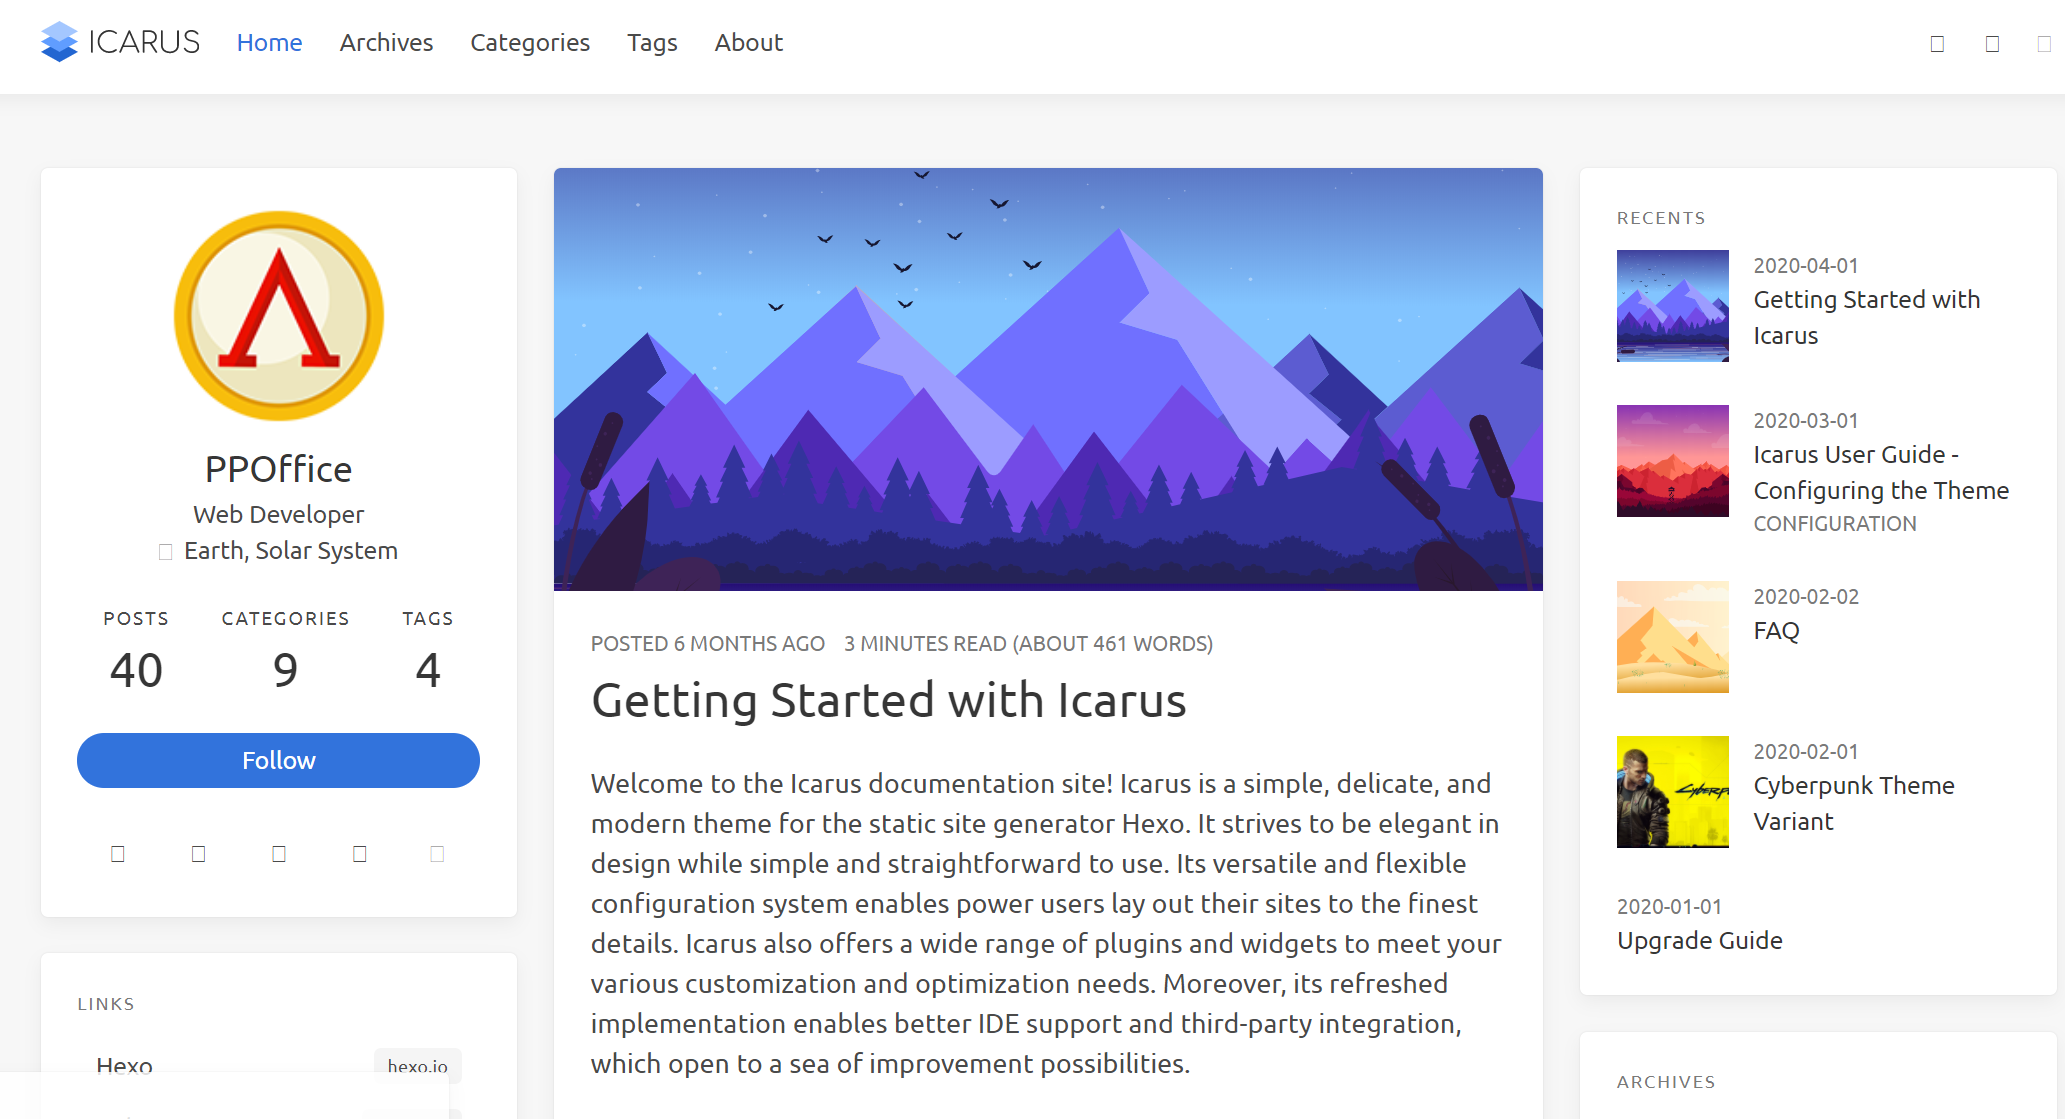 ICARUS Home Archives Categories Tags About
PPOffice
Web Developer
Earth, Solar System
POSTS CATEGORIES TAGS
40 9 4
Follow
LINKS
Hexo hexo.io
POSTED 6 MONTHS AGO 3 MINUTES READ (ABOUT 461 WORDS)
Getting Started with Icarus
Welcome to the Icarus documentation site! Icarus is a simple, delicate, and
modern theme for the static site generator Hexo. It strives to be elegant in
design while simple and straightforward to use. Its versatile and flexible
configuration system enables power users lay out their sites to the finest
details. Icarus also offers a wide range of plugins and widgets to meet your
various customization and optimization needs. Moreover, its refreshed
implementation enables better IDE support and third-party integration,
which open to a sea of improvement possibilities.
RECENTS
2020-04-01
Getting Started with
Icarus
2020-03-01
Icarus User Guide -
Configuring the Theme
CONFIGURATION
2020-02-02
FAQ
2020-02-01
Cyberpunk Theme
Variant
2020-01-01
Upgrade Guide
ARCHIVES